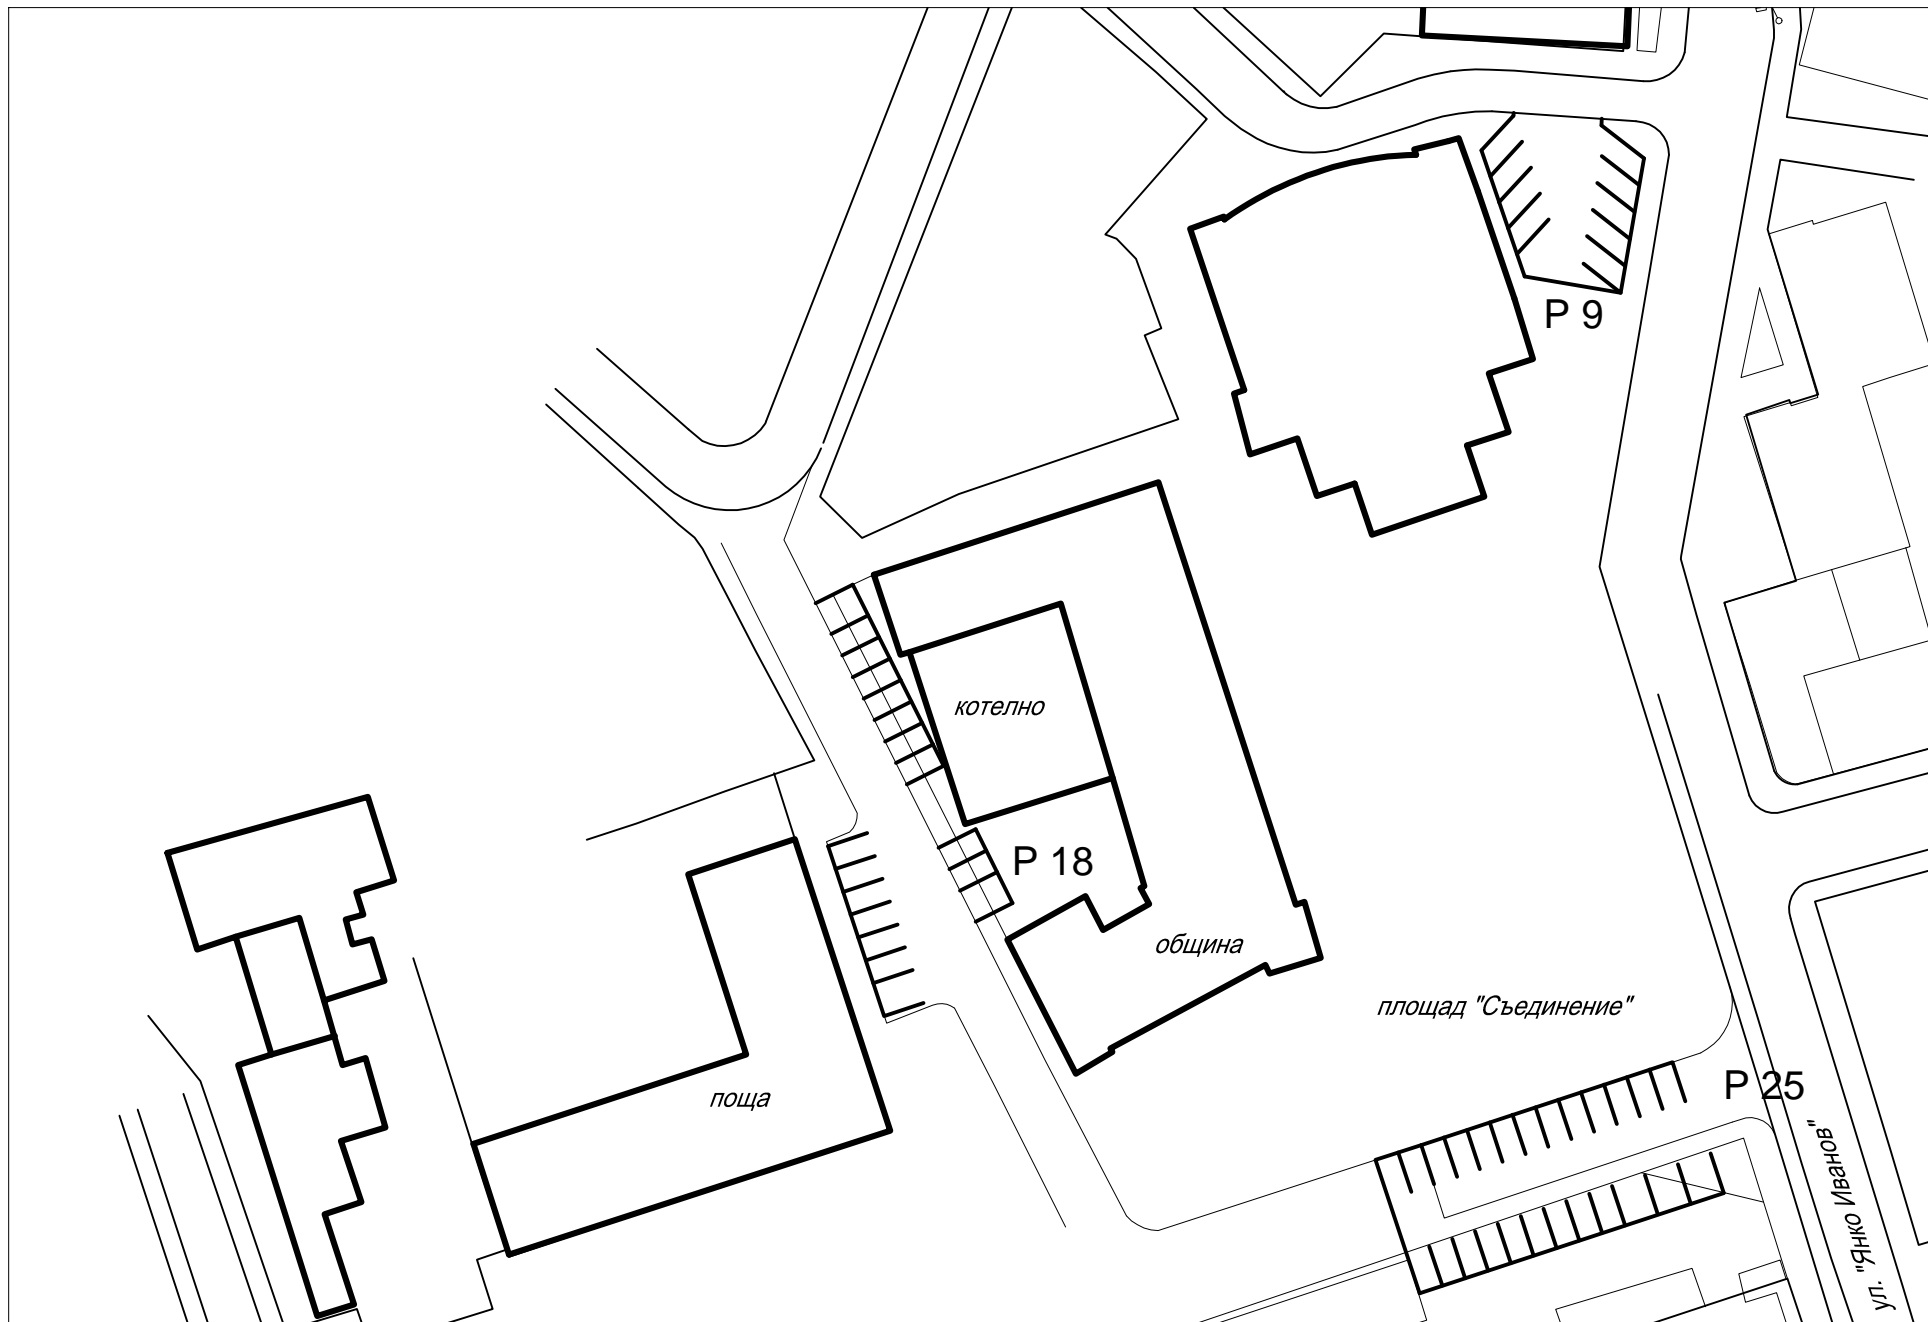 P 9
котелно
P 18
община
площад "Съединение"
поща
P 25
ул. "Янко Иванов"